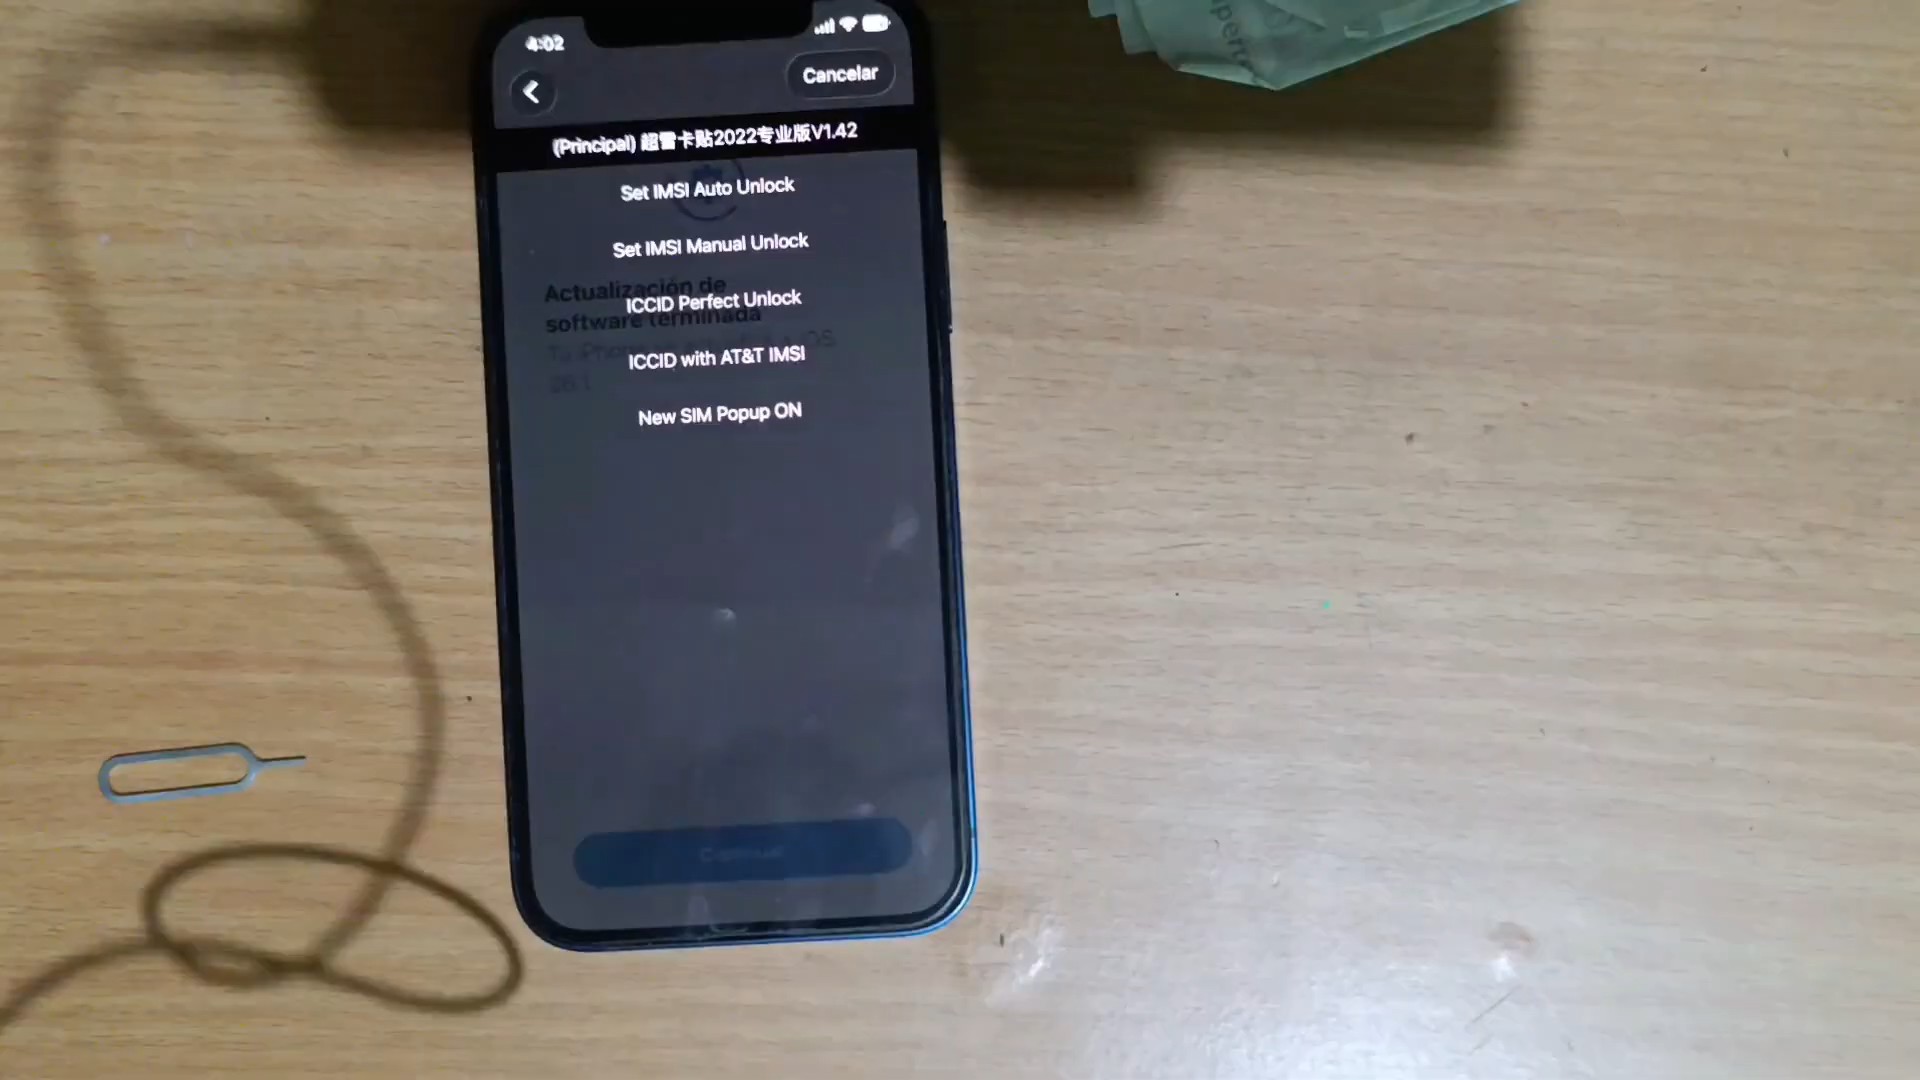 4:02
Cancelar
(Principal) 超雪卡贴2022专业版V1.42
Set IMSI Auto Unlock
Set IMSI Manual Unlock
Actualización de
ICCID Perfect Unlock
software terminada
ICCID with AT&T IMSI
New SIM Popup ON